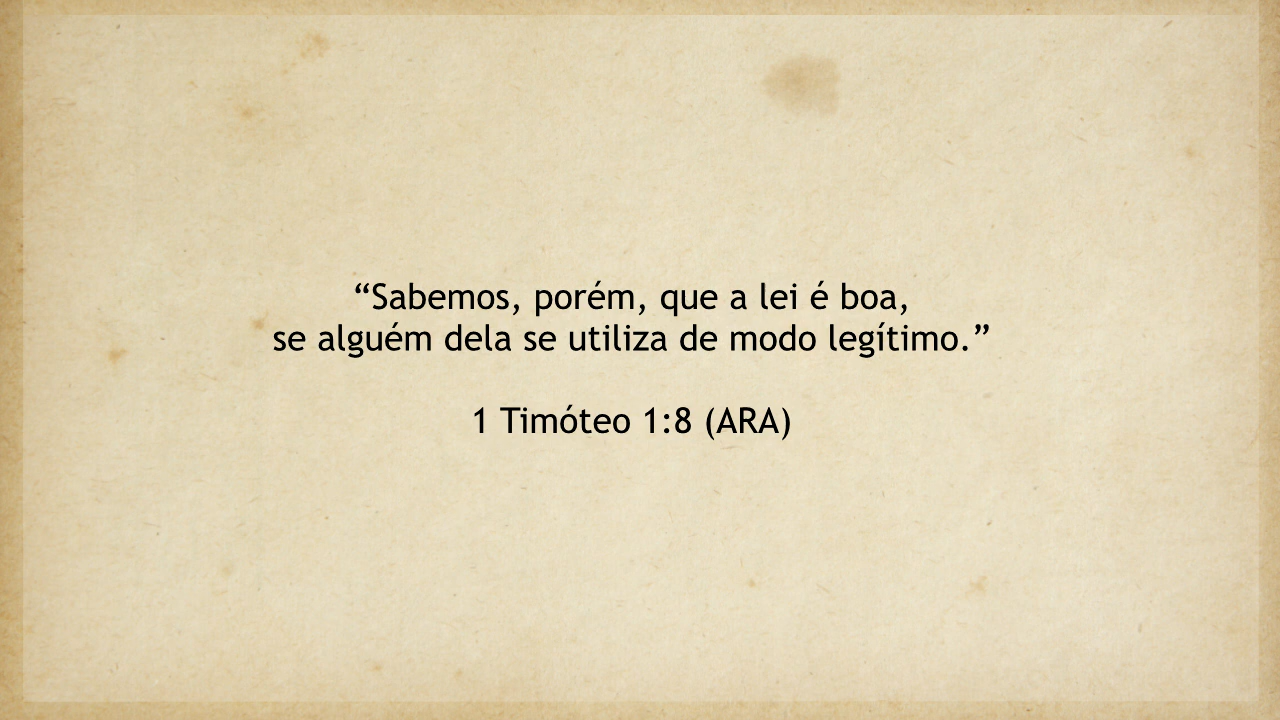 “Sabemos, porém, que a lei é boa,
se alguém dela se utiliza de modo legítimo.”
1 Timóteo 1:8 (ARA)